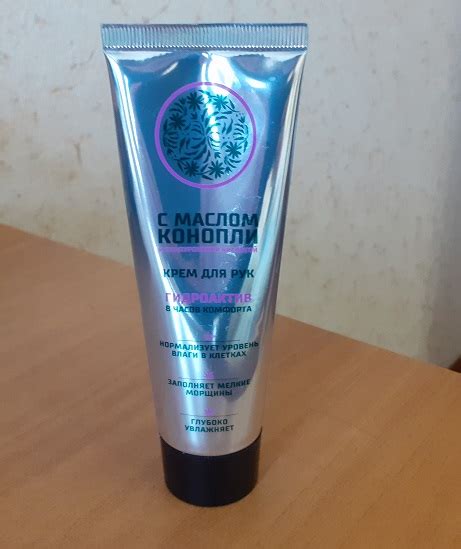 С МАСЛОМ
КОНОПЛИ
КРЕМ ДЛЯ РУК
ГИДРОАКТИВ
8 ЧАСОВ КОМФОРТА
НОРМАЛИЗУЕТ УРОВЕНЬ
ВЛАГИ В КЛЕТКАХ
ЗАПОЛНЯЕТ МЕЛКИЕ
МОРЩИНЫ
ГЛУБОКО
УВЛАЖНЯЕТ